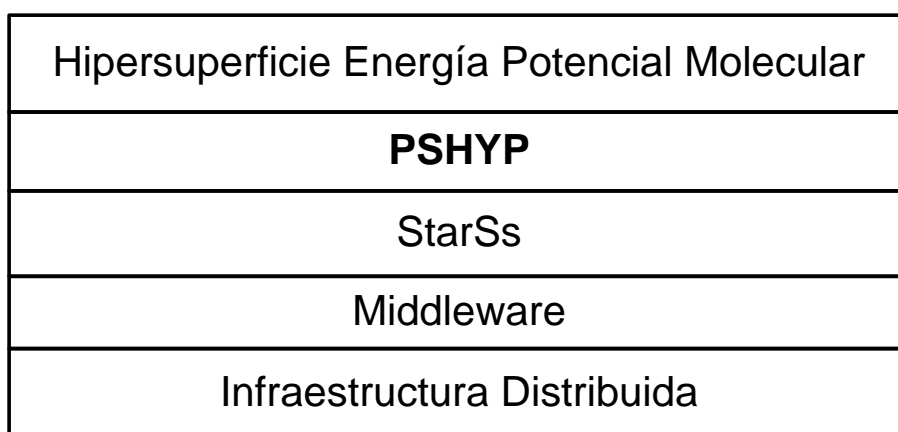 Hipersuperficie Energía Potencial Molecular
PSHYP
StarSs
Middleware
Infraestructura Distribuida